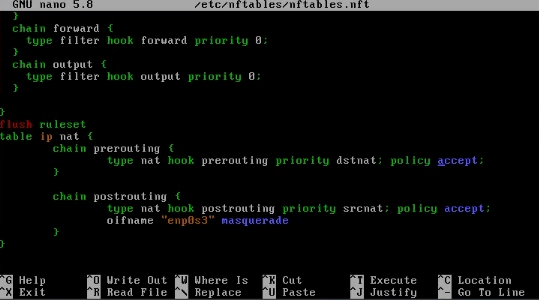 GNU nano 5.8 /etc/nftables/nftables.nft
}
chain forward {
type filter hook forward priority 0;
}
chain output {
type filter hook output priority 0;
}
}
flush ruleset
table ip nat {
chain prerouting {
type nat hook prerouting priority dstnat; policy accept;
}
chain postrouting {
type nat hook postrouting priority srcnat; policy accept;
oifname "enp0s3" masquerade
}
}
^G Help ^O Write Out ^W Where Is ^K Cut ^T Execute ^C Location
^X Exit ^R Read File ^\ Replace ^U Paste ^J Justify ^_ Go To Line